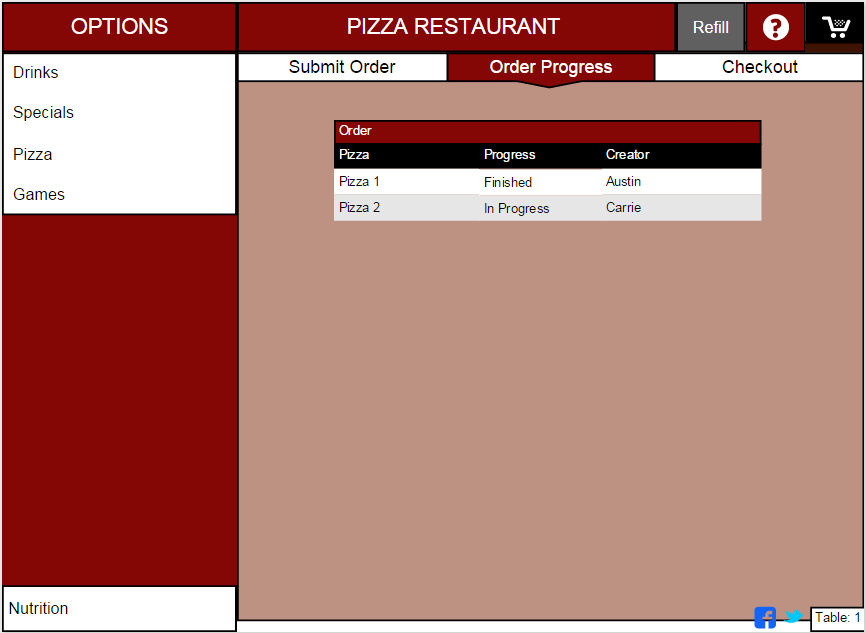 OPTIONS
PIZZA RESTAURANT
Refill
?
Drinks
Specials
Pizza
Games
Submit Order
Order Progress
Checkout
Order
Pizza Progress Creator
Pizza 1 Finished Austin
Pizza 2 In Progress Carrie
Nutrition
Table: 1